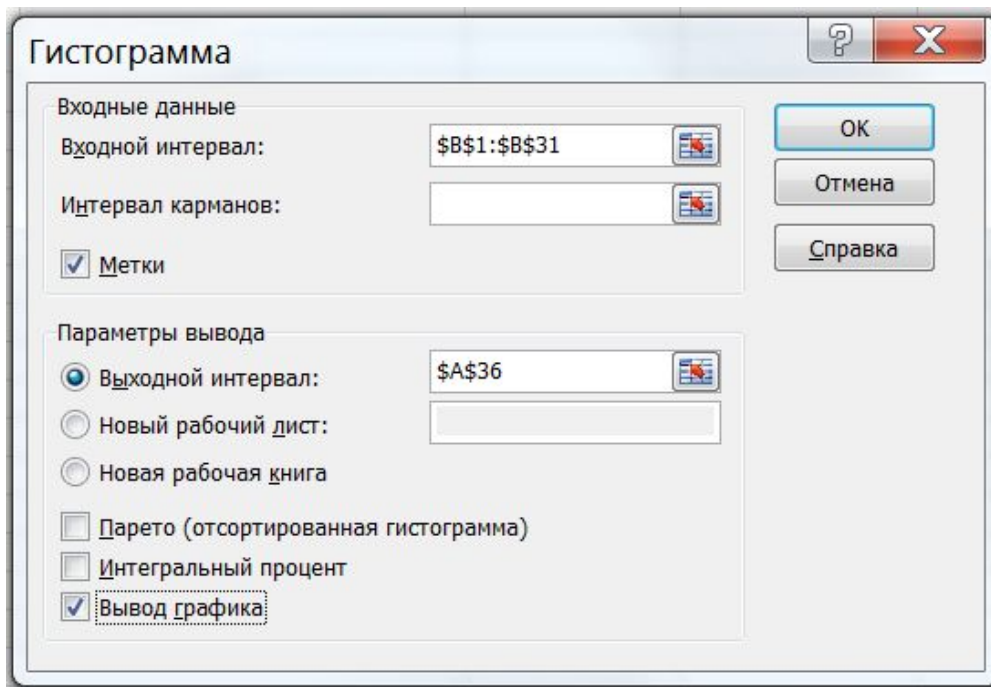 Гистограмма
Входные данные
Входной интервал: $B$1:$B$31
Интервал карманов:
Метки
OK
Отмена
Справка
Параметры вывода
Выходной интервал: $A$36
Новый рабочий лист:
Новая рабочая книга
Парето (отсортированная гистограмма)
Интегральный процент
Вывод графика